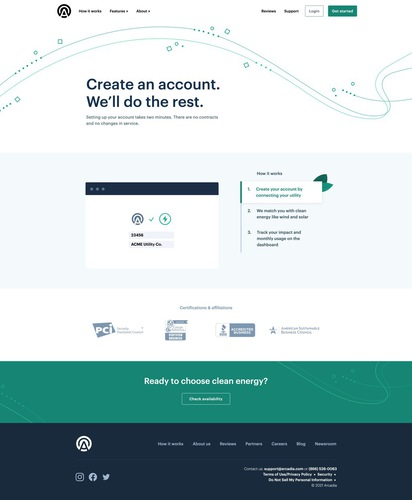 How it works
Features
About
Reviews
Support
Login
Get started
Create an account.
We'll do the rest.
Setting up your account takes two minutes. There are no contracts
and no changes in service.
How it works
1. Create your account by
connecting your utility
2. We match you with clean
energy like wind and solar
3. Track your impact and
monthly usage on the
dashboard
33456
ACME Utility Co.
Certifications & affiliations
PCI
Security
Standards Council
ACCREDITED
BUSINESS
AMERICAN SUSTAINABLE
BUSINESS COUNCIL
Ready to choose clean energy?
Check availability
How it works
About us
Reviews
Partners
Careers
Blog
Newsroom
Contact us: support@arcadia.com or (866) 526-0083
Terms of Use/Privacy Policy • Security •
Do Not Sell My Personal Information •
© 2021 Arcadia